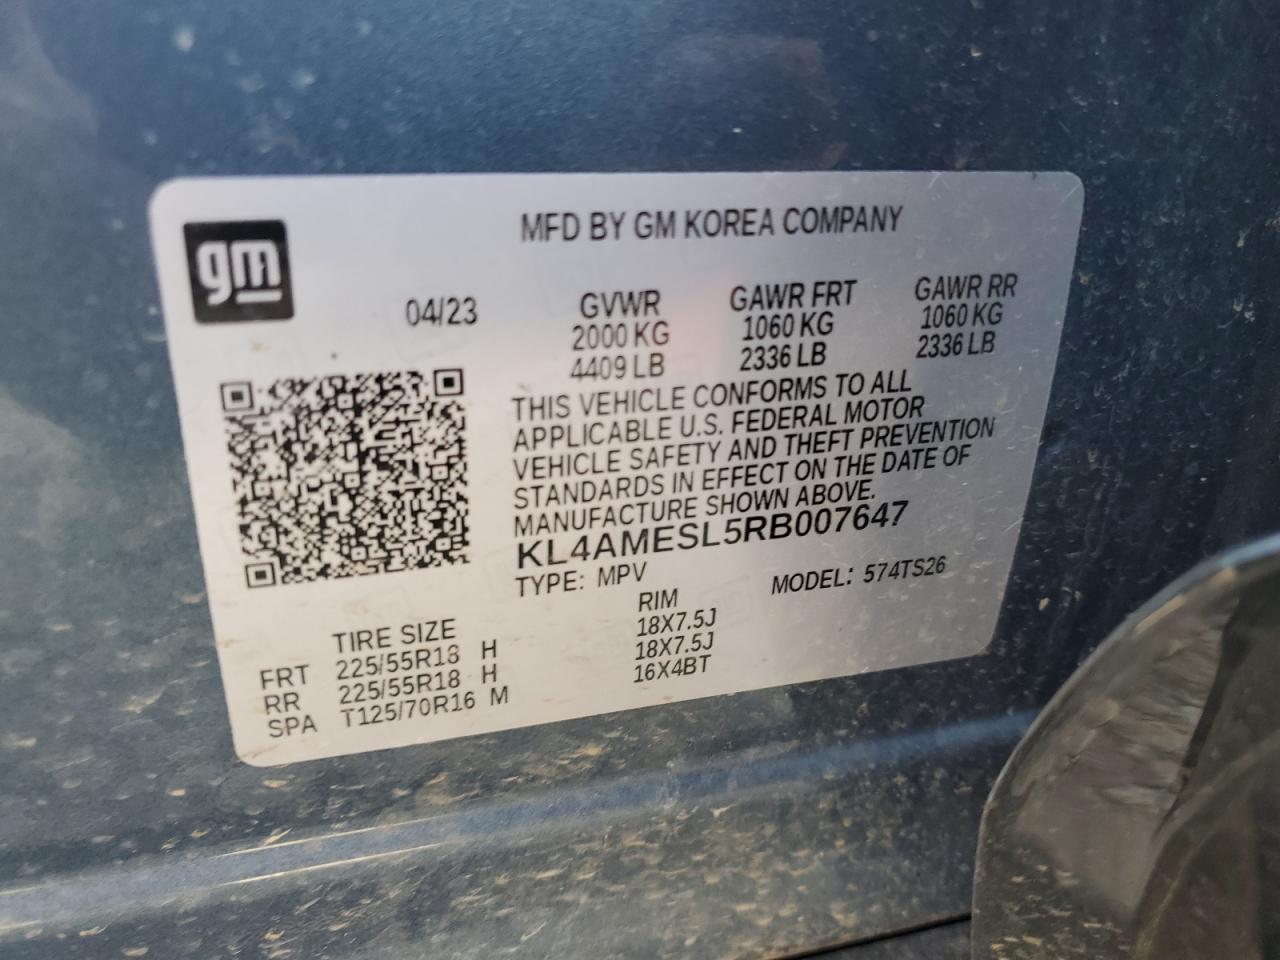 gm
MFD BY GM KOREA COMPANY
04/23
GVWR GAWR FRT GAWR RR
2000 KG 1060 KG 1060 KG
4409 LB 2336 LB 2336 LB
THIS VEHICLE CONFORMS TO ALL
APPLICABLE U.S. FEDERAL MOTOR
VEHICLE SAFETY AND THEFT PREVENTION
STANDARDS IN EFFECT ON THE DATE OF
MANUFACTURE SHOWN ABOVE.
KL4AMESL5RB007647
TYPE: MPV MODEL: 574TS26
TIRE SIZE RIM
FRT 225/55R18 H 18X7.5J
RR 225/55R18 H 18X7.5J
SPA T125/70R16 M 16X4BT